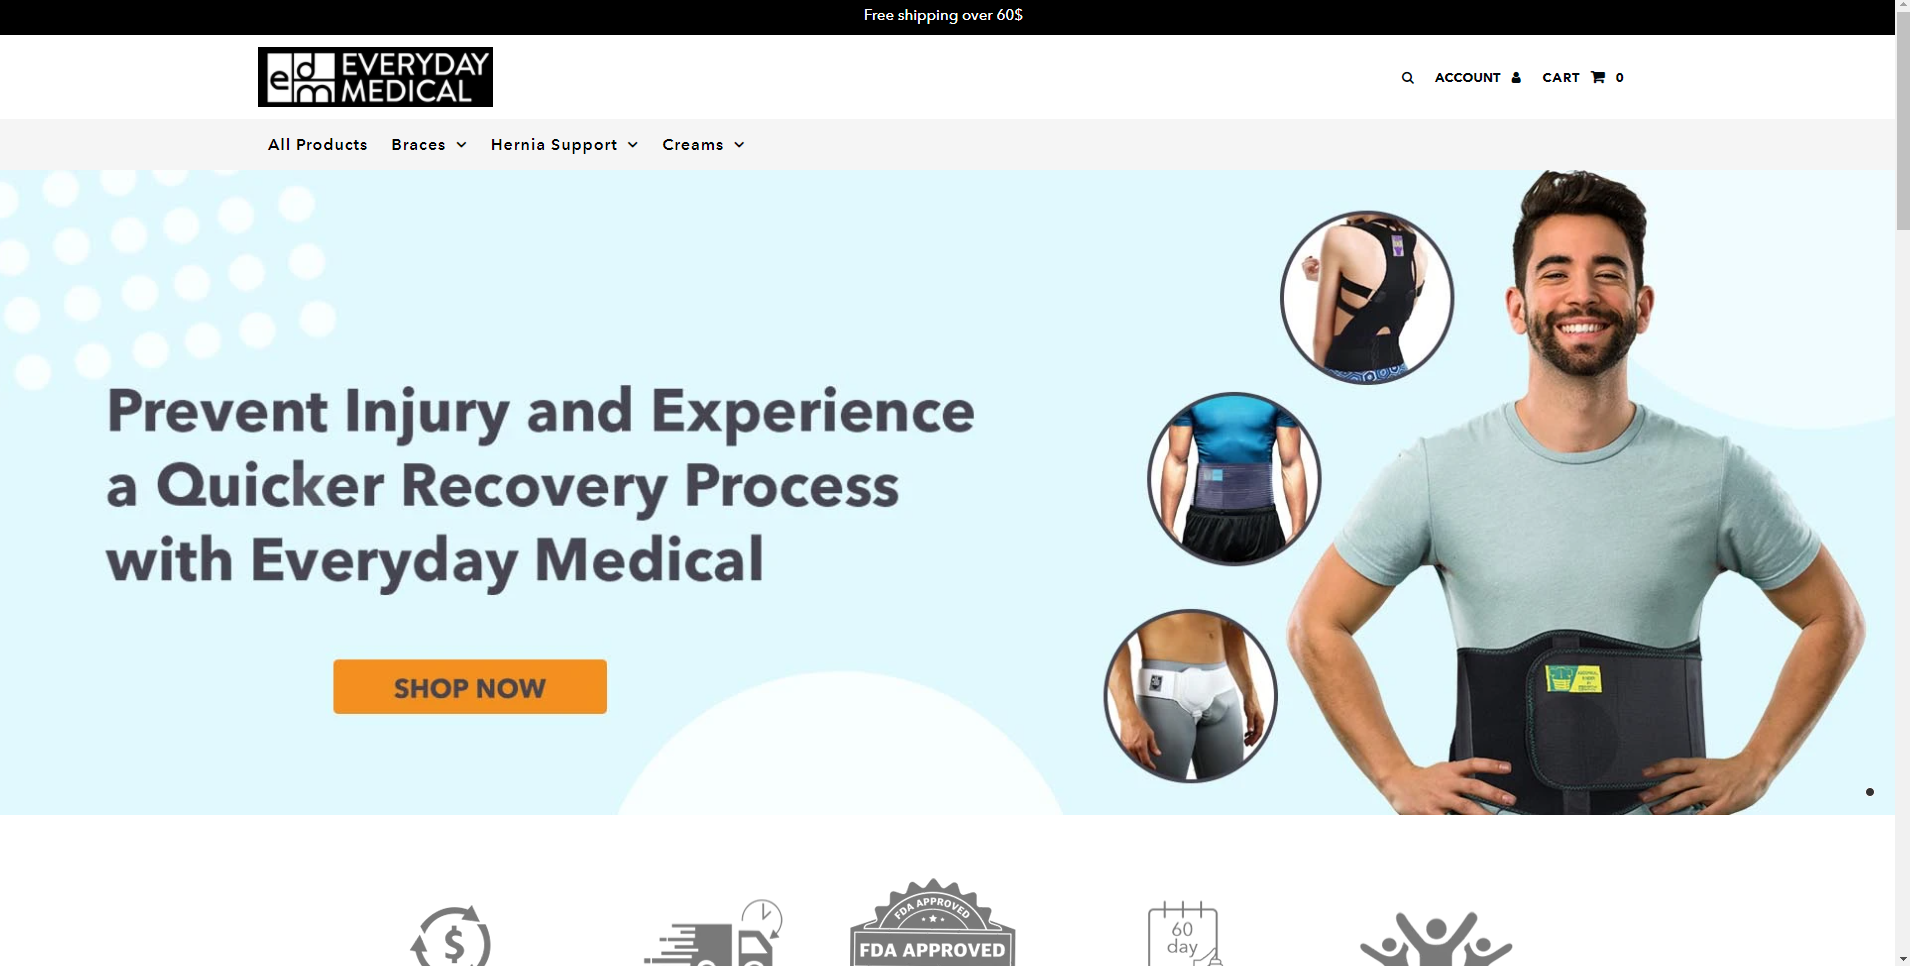 Free shipping over 60$
edm EVERYDAY
MEDICAL
ACCOUNT
CART 0
All Products
Braces
Hernia Support
Creams
Prevent Injury and Experience
a Quicker Recovery Process
with Everyday Medical
SHOP NOW
$
FDA APPROVED
FDA APPROVED
60
day